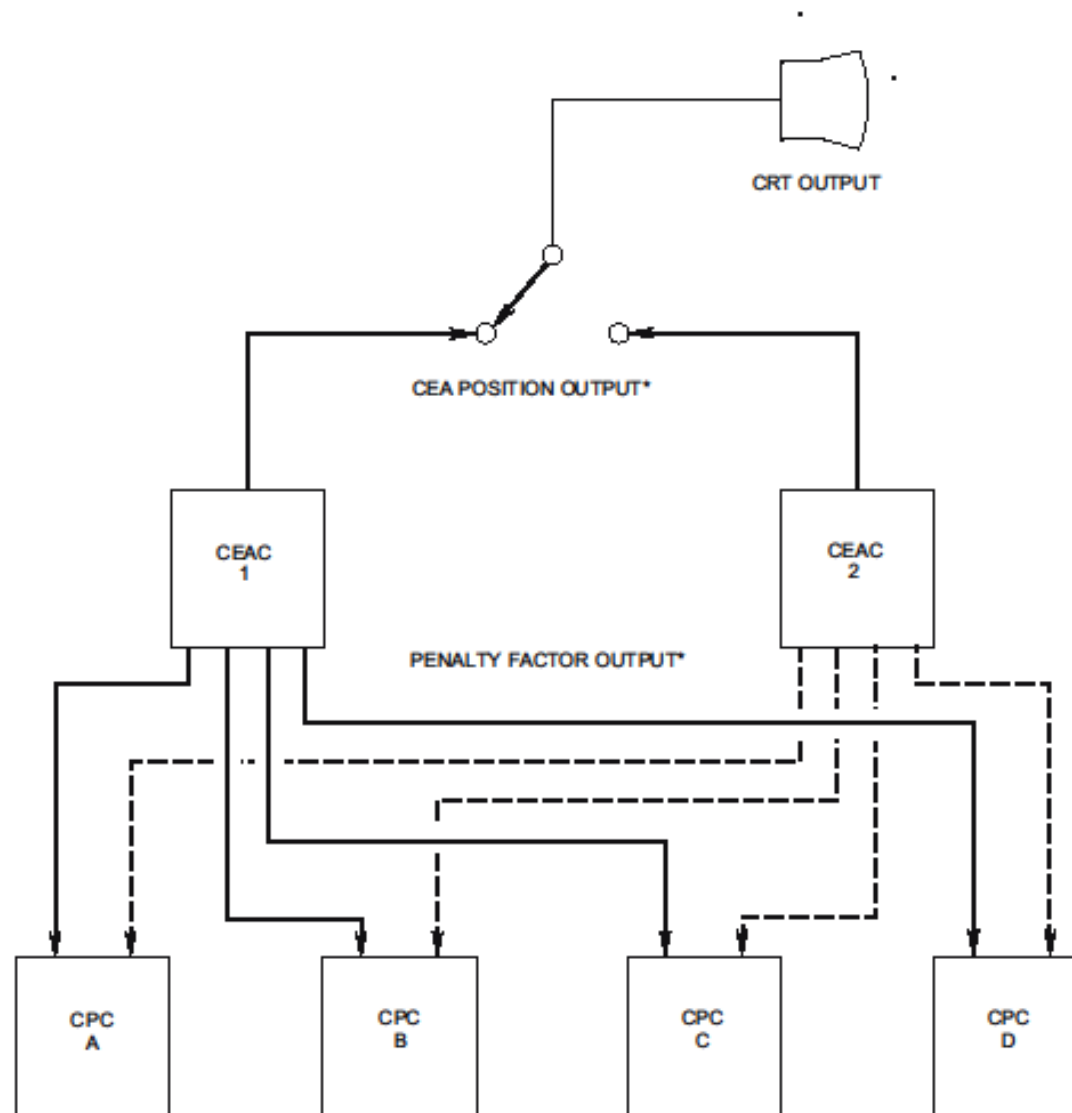 CRT OUTPUT
CEA POSITION OUTPUT*
CEAC
1
CEAC
2
PENALTY FACTOR OUTPUT*
CPC
A
CPC
B
CPC
C
CPC
D